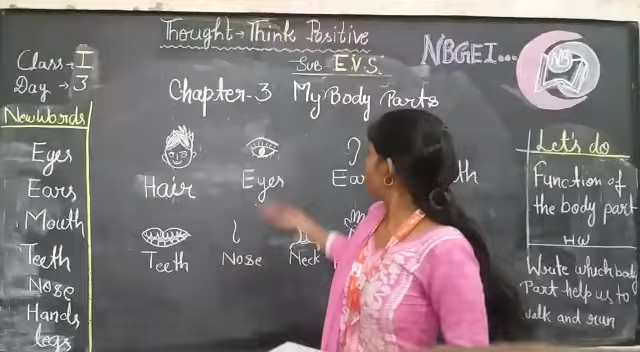 Thought → Think Positive
Class → I
Day → 3
Sub E.V.S.
NBGEI...
NB
Chapter-3 My Body Parts
New Words
Eyes
Ears
Mouth
Teeth
Nose
Hands
legs
Hair
Eyes
Teeth
Nose
Neck
Let's do
Function of
the body part
HW
Write which body
Part help us to
walk and run